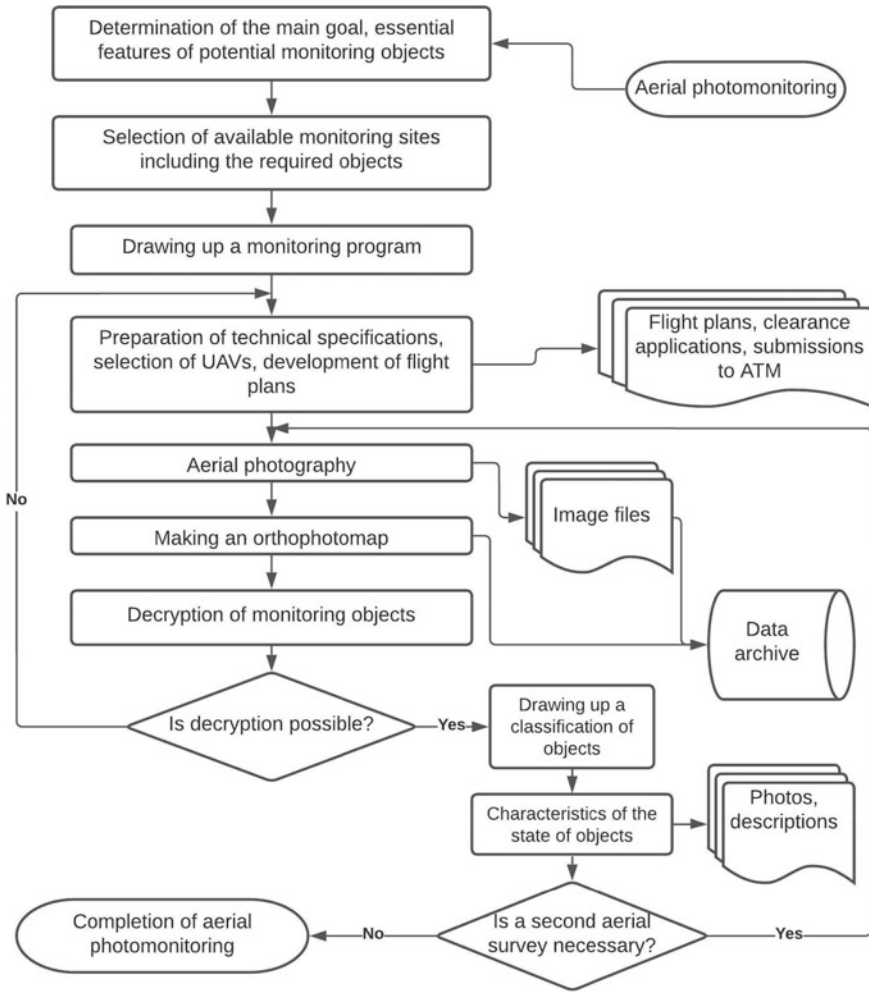 Determination of the main goal, essential
features of potential monitoring objects
Aerial photomonitoring
Selection of available monitoring sites
including the required objects
Drawing up a monitoring program
Preparation of technical specifications,
selection of UAVs, development of flight
plans
Flight plans, clearance
applications, submissions
to ATM
Aerial photography
No
Image files
Making an orthophotomap
Decryption of monitoring objects
Data
archive
Is decryption possible?
Yes
Drawing up a
classification of
objects
Characteristics of the
state of objects
Photos,
descriptions
Completion of aerial
photomonitoring
No
Is a second aerial
survey necessary?
Yes